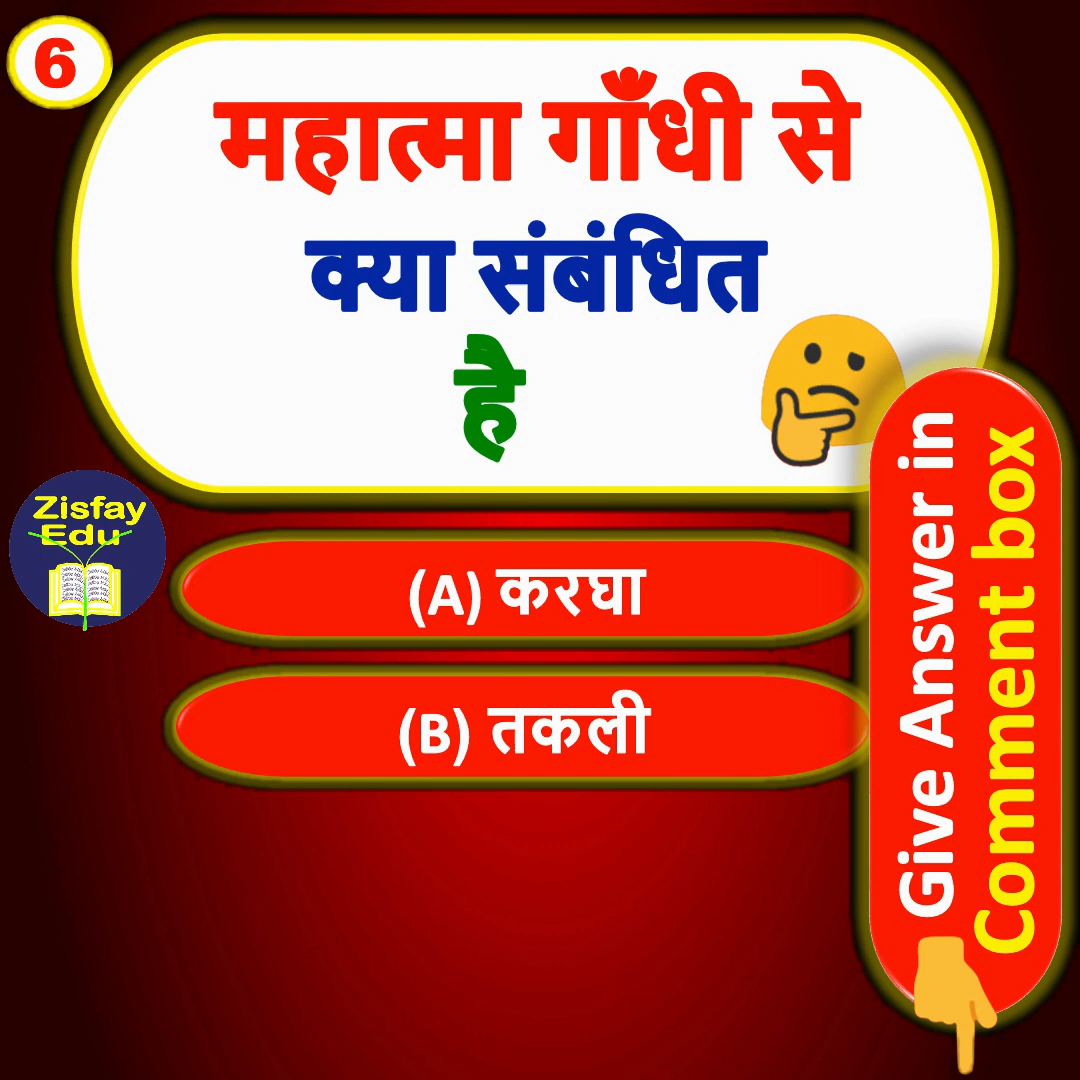 6
महात्मा गाँधी से
क्या संबंधित
है
Zisfay
Edu
(A) करघा
(B) तकली
Give Answer in
Comment box